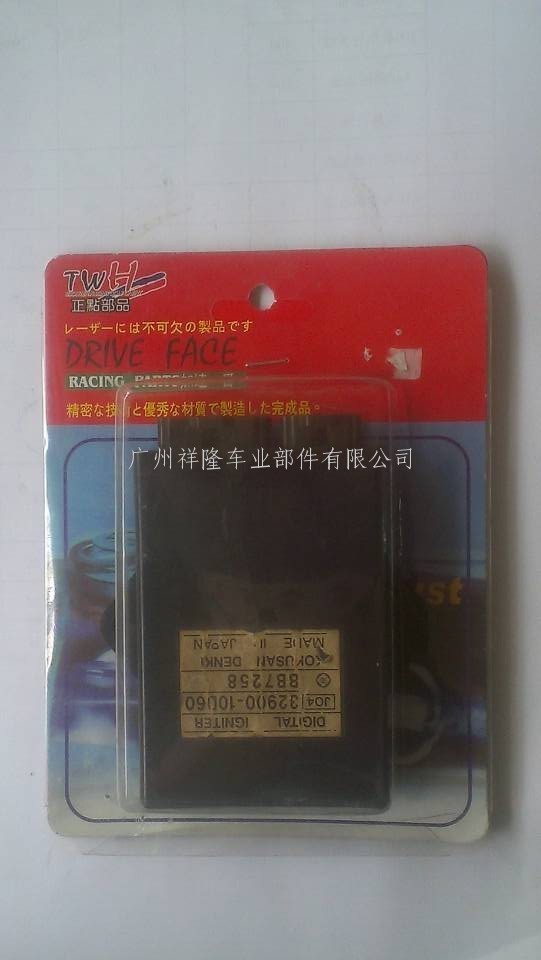 TWH
正點部品
レーザーには不可欠の製品です
DRIVE FACE
RACING PARTS
精密な技術と優秀な材質で製造した完成品。
广州祥隆车业部件有限公司
rst
DIGITAL IGNITER
J04 32900-10D60
BB7258
KOKUSAN DENKI
MADE IN JAPAN